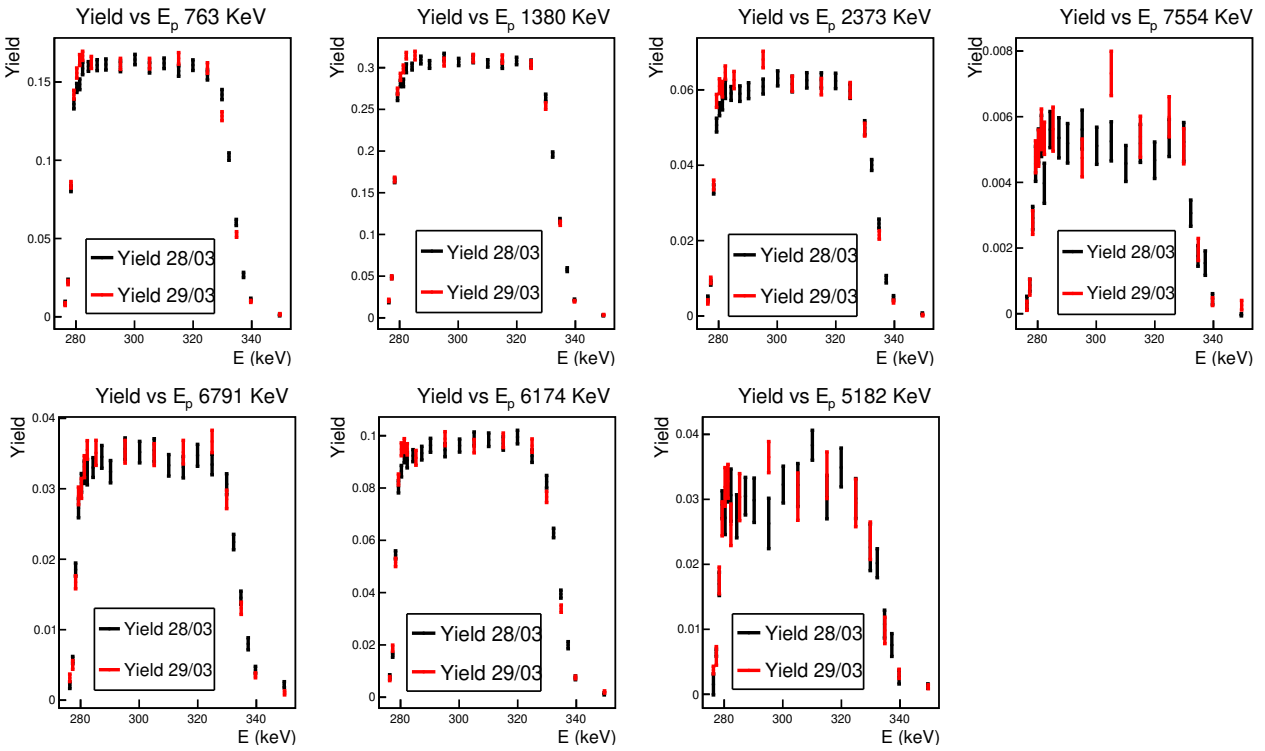 Yield vs Ep 763 KeV
Yield
0.15
0.1
0.05
0
Yield 28/03
Yield 29/03
280 300 320 340
E (keV)
Yield vs Ep 1380 KeV
Yield
0.3
0.25
0.2
0.15
0.1
0.05
0
Yield 28/03
Yield 29/03
280 300 320 340
E (keV)
Yield vs Ep 2373 KeV
Yield
0.06
0.04
0.02
0
Yield 28/03
Yield 29/03
280 300 320 340
E (keV)
Yield vs Ep 7554 KeV
Yield
0.008
0.006
0.004
0.002
0
Yield 28/03
Yield 29/03
280 300 320 340
E (keV)
Yield vs Ep 6791 KeV
Yield
0.04
0.03
0.02
0.01
0
Yield 28/03
Yield 29/03
280 300 320 340
E (keV)
Yield vs Ep 6174 KeV
Yield
0.1
0.08
0.06
0.04
0.02
0
Yield 28/03
Yield 29/03
280 300 320 340
E (keV)
Yield vs Ep 5182 KeV
Yield
0.04
0.03
0.02
0.01
0
Yield 28/03
Yield 29/03
280 300 320 340
E (keV)